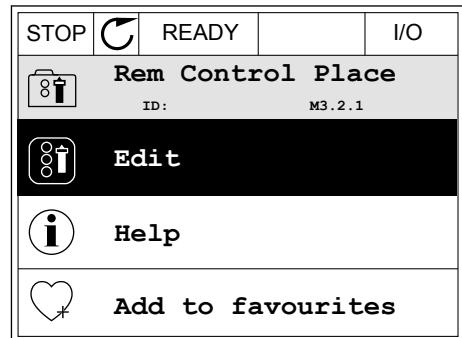 STOP READY I/O
Rem Control Place
ID: M3.2.1
Edit
Help
Add to favourites